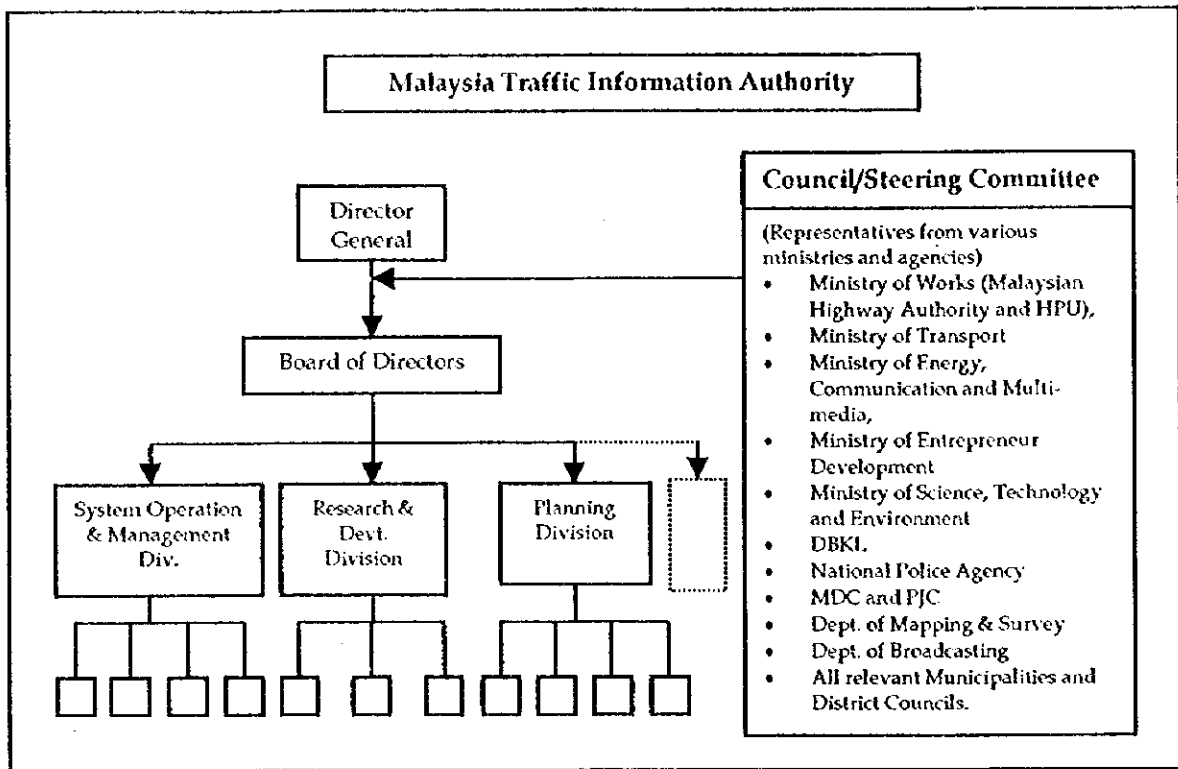 Malaysia Traffic Information Authority
Director
General
Board of Directors
System Operation
& Management
Div.
Research &
Devt.
Division
Planning
Division
Council/Steering Committee
(Representatives from various
ministries and agencies)
• Ministry of Works (Malaysian
Highway Authority and HPU),
• Ministry of Transport
• Ministry of Energy,
Communication and Multi-
media,
• Ministry of Entrepreneur
Development
• Ministry of Science, Technology
and Environment
• DBKL
• National Police Agency
• MDC and PJC
• Dept. of Mapping & Survey
• Dept. of Broadcasting
• All relevant Municipalities and
District Councils.